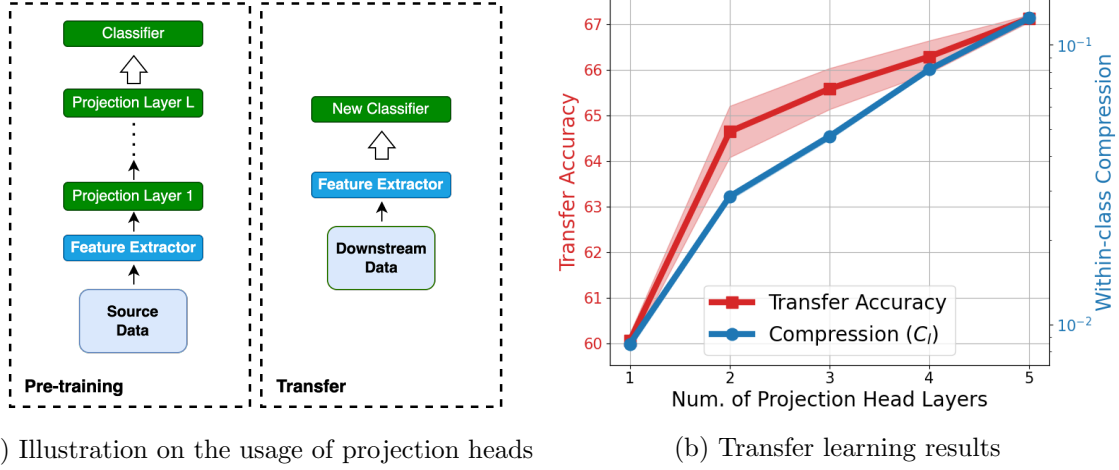 Classifier
Projection Layer L
Projection Layer 1
Feature Extractor
Source
Data
Pre-training
New Classifier
Feature Extractor
Downstream
Data
Transfer
) Illustration on the usage of projection heads
Transfer Accuracy
67
66
65
64
63
62
61
60
10⁻¹
10⁻²
Within-class Compression
Transfer Accuracy
Compression (Cₗ)
1 2 3 4 5
Num. of Projection Head Layers
(b) Transfer learning results